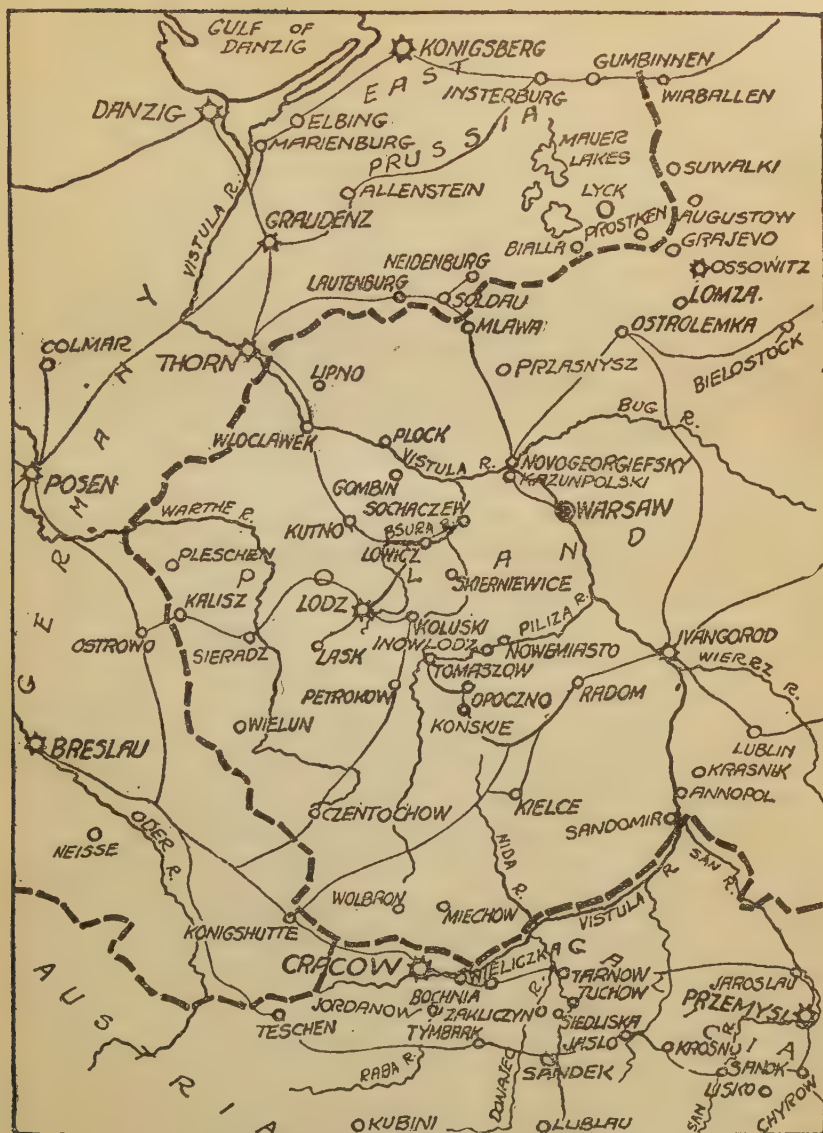 GULF OF
DANZIG
KONIGSBERG
GUMBINNEN
INSTERBURG
WIRBALLEN
EAST
PRUSSIA
DANZIG
ELBING
MARIENBURG
MAUER
LAKES
SUWALKI
ALLENSTEIN
LYCK
AUGUSTOW
PROSTKEN
GRAUDENZ
VISTULA R.
BIALLA
GRAJEVO
NEIDENBURG
OSSOWITZ
LAUTENBURG
SOLDAU
LOMZA.
MLAWA
OSTROLEMKA
COLMAR
THORN
LIPNO
PRZASNYSZ
BIELOSTOCK
BUG R.
WLOCLAWEK
PLOCK
VISTULA R.
NOVOGEORGIEFSKY
KAZUNPOLSKI
POSEN
GOMBIN
WARSAW
WARTHE R.
SOCHACZEW
KUTNO
BSURA R.
LOWICZ
PLESCHEN
SKIERNIEWICE
GERMANY
POLAND
KALISZ
LODZ
KOLUSKI
PILIZA R.
OSTROWO
SIERADZ
LASK
INOWLODZ
NOWEMIASTO
IVANGOROD
WIERRZ R.
TOMASZOW
PETROKOW
OPOCZNO
RADOM
KONSKIE
WIELUN
LUBLIN
BRESLAU
KRASNIK
ANNOPOL
CZENTOCHOW
KIELCE
SANDOMIR
ODER R.
NEISSE
NIDA R.
SAN R.
WOLBRON
MIECHOW
VISTULA R
KONIGSHUTTE
CRACOW
WIELICZKA
GALICIA
TARNOW
JAROSLAU
BOCHNIA
TUCHOW
JORDANOW
ZAKLICZYN
PRZEMYSL
TESCHEN
TYMBARK
SIEDLISKA
JASLO
KROSNU
SANOK
RABA R.
SANDEK
LISKO
DONIAJEC R.
SAN R.
CHYROW
KUBINI
LUBLAU
AUSTRIA